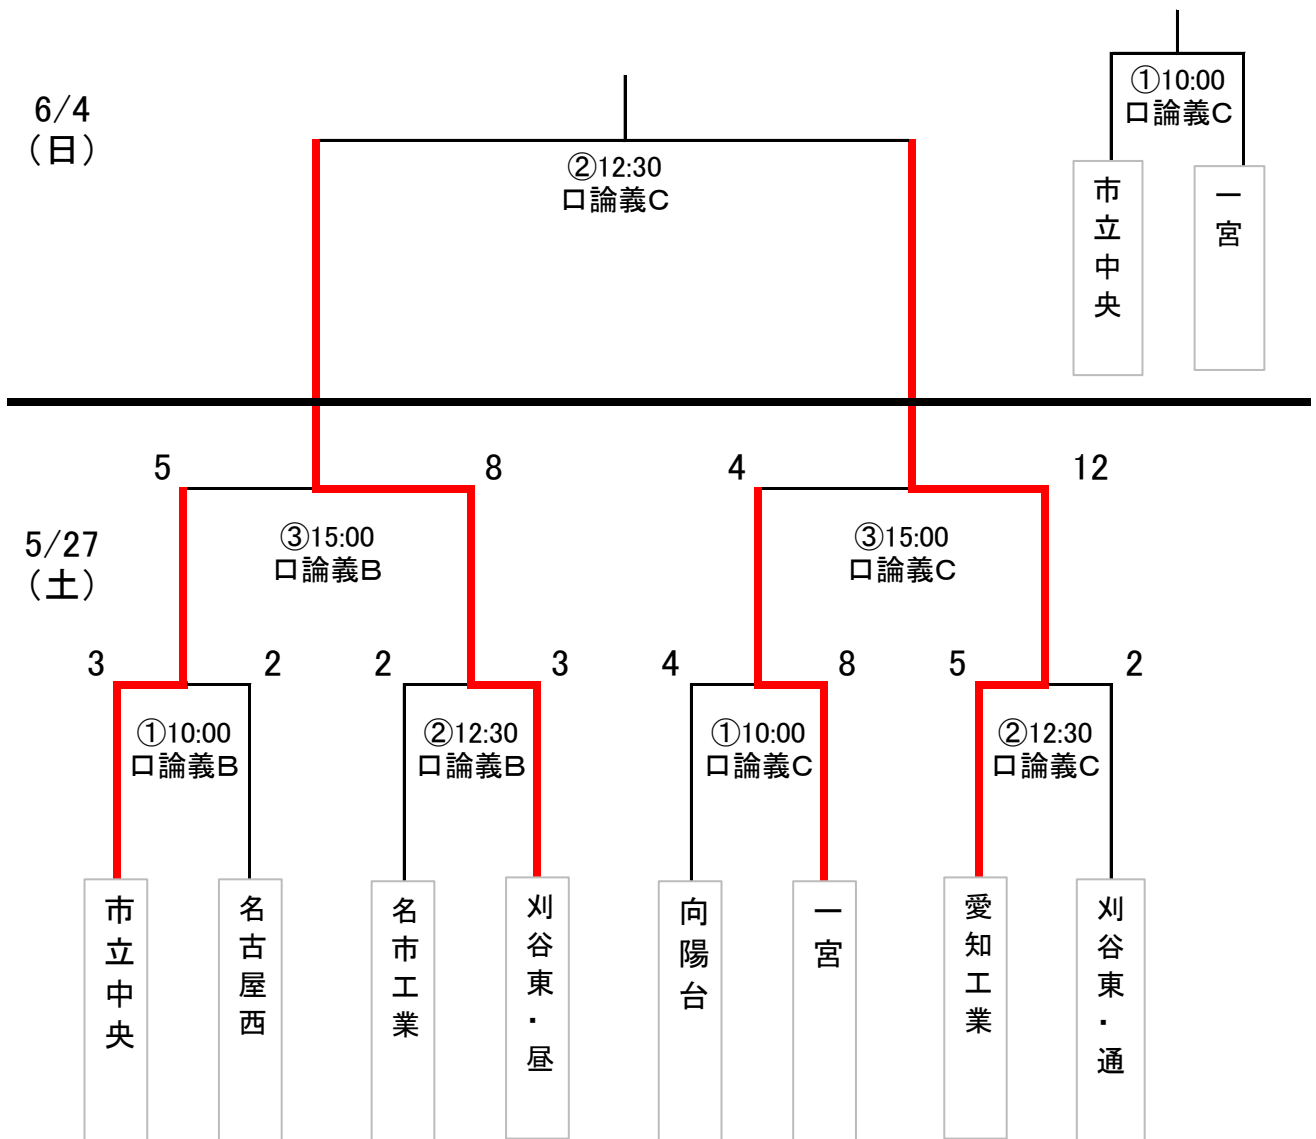 6/4
（日）
②12:30
口論義C
①10:00
口論義C
市立中央
一宮
5
8
4
12
5/27
（土）
③15:00
口論義B
③15:00
口論義C
3
2
2
3
4
8
5
2
①10:00
口論義B
②12:30
口論義B
①10:00
口論義C
②12:30
口論義C
市立中央
名古屋西
名市工業
刈谷東・昼
向陽台
一宮
愛知工業
刈谷東・通